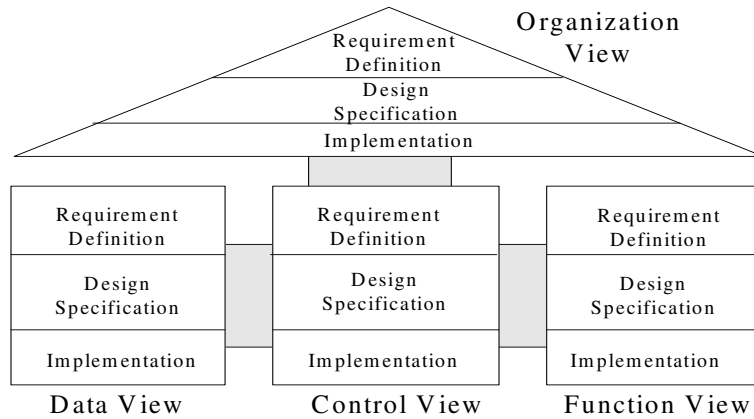 Organization
View
Requirement
Definition
Design
Specification
Implementation
Requirement
Definition
Design
Specification
Implementation
Data View
Requirement
Definition
Design
Specification
Implementation
Control View
Requirement
Definition
Design
Specification
Implementation
Function View